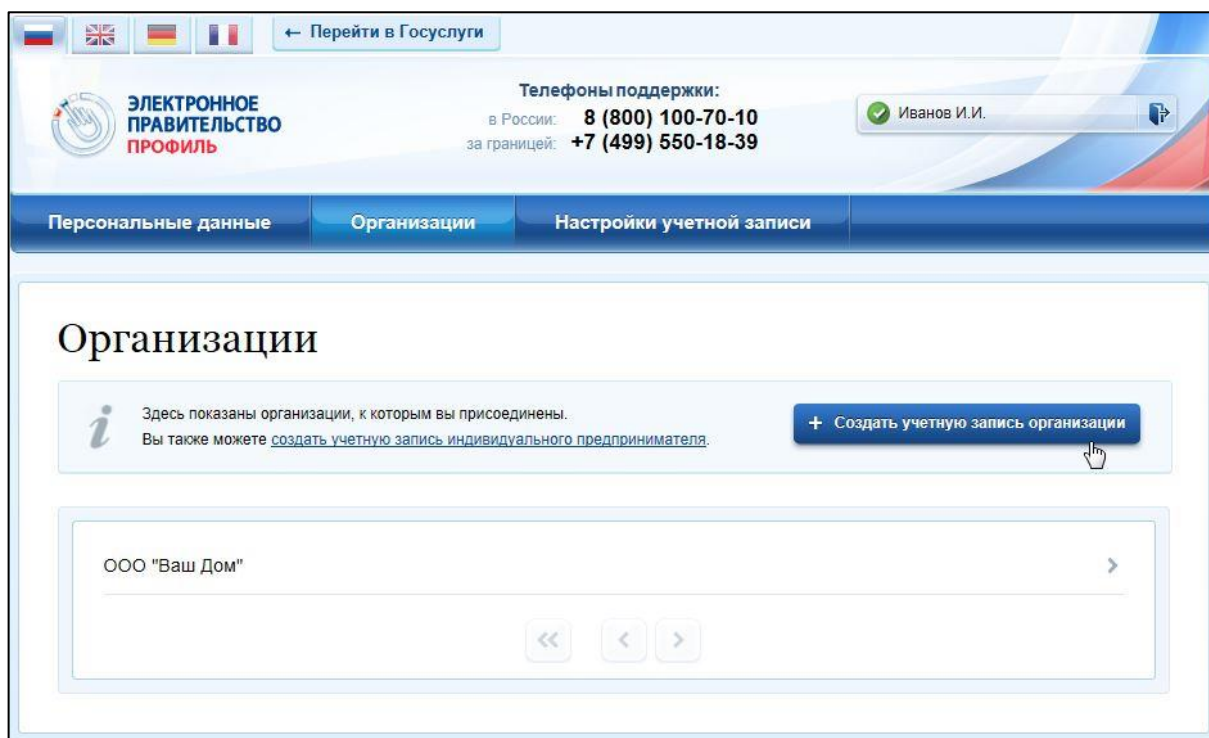 ← Перейти в Госуслуги
ЭЛЕКТРОННОЕ
ПРАВИТЕЛЬСТВО
ПРОФИЛЬ
Телефоны поддержки:
в России: 8 (800) 100-70-10
за границей: +7 (499) 550-18-39
Иванов И.И.
Персональные данные Организации Настройки учетной записи
Организации
Здесь показаны организации, к которым вы присоединены.
Вы также можете создать учетную запись индивидуального предпринимателя.
+ Создать учетную запись организации
ООО "Ваш Дом"